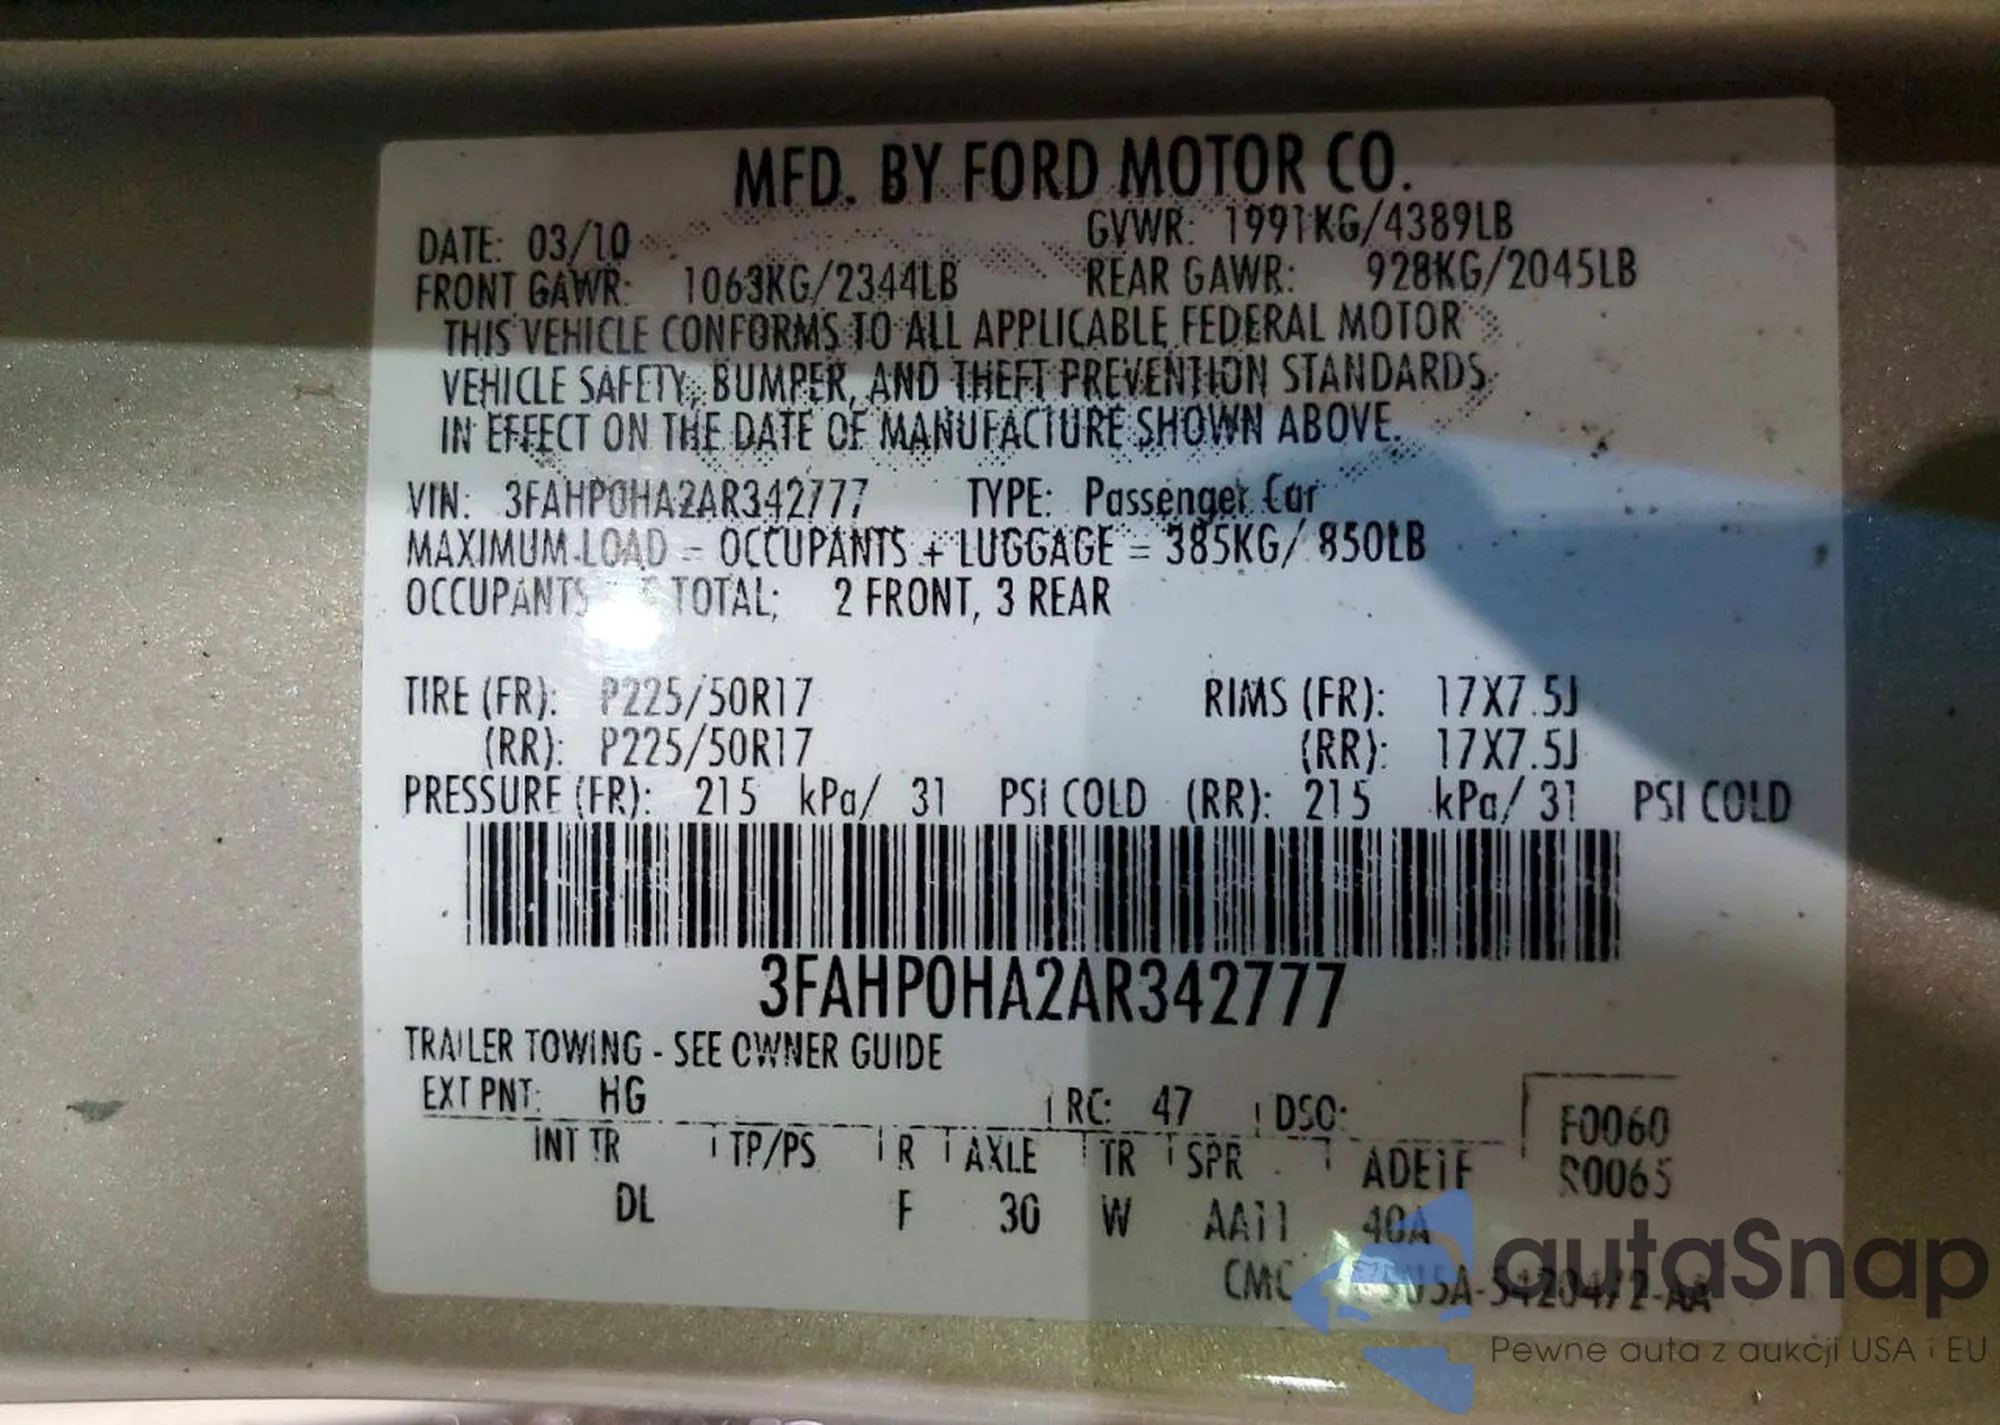 MFD. BY FORD MOTOR CO.
DATE: 03/10 GVWR: 1991KG/4389LB
FRONT GAWR: 1063KG/2344LB REAR GAWR: 928KG/2045LB
THIS VEHICLE CONFORMS TO ALL APPLICABLE FEDERAL MOTOR
VEHICLE SAFETY, BUMPER, AND THEFT PREVENTION STANDARDS
IN EFFECT ON THE DATE OF MANUFACTURE SHOWN ABOVE.
VIN: 3FAHP0HA2AR342777 TYPE: Passenger Car
MAXIMUM LOAD = OCCUPANTS + LUGGAGE = 385KG/ 850LB
OCCUPANTS TOTAL; 2 FRONT, 3 REAR
TIRE (FR): P225/50R17 RIMS (FR): 17X7.5J
(RR): P225/50R17 (RR): 17X7.5J
PRESSURE (FR): 215 kPa/ 31 PSI COLD (RR): 215 kPa/ 31 PSI COLD
3FAHP0HA2AR342777
TRAILER TOWING - SEE OWNER GUIDE
EXT PNT: HG RC: 47 DSO: F0060
INT TR TP/PS R AXLE TR SPR R0065
DL F 30 W AA11 40A
CMC
autaSnap
Pewne auta z aukcji USA i EU